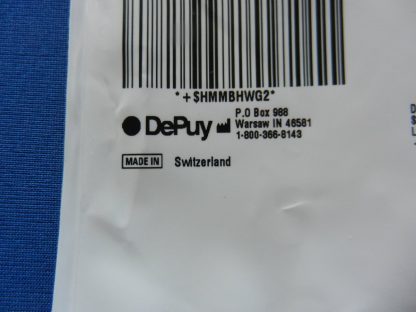 *+$HMMBHWG2*
DePuy
P.O Box 988
Warsaw IN 46581
1-800-366-8143
MADE IN Switzerland